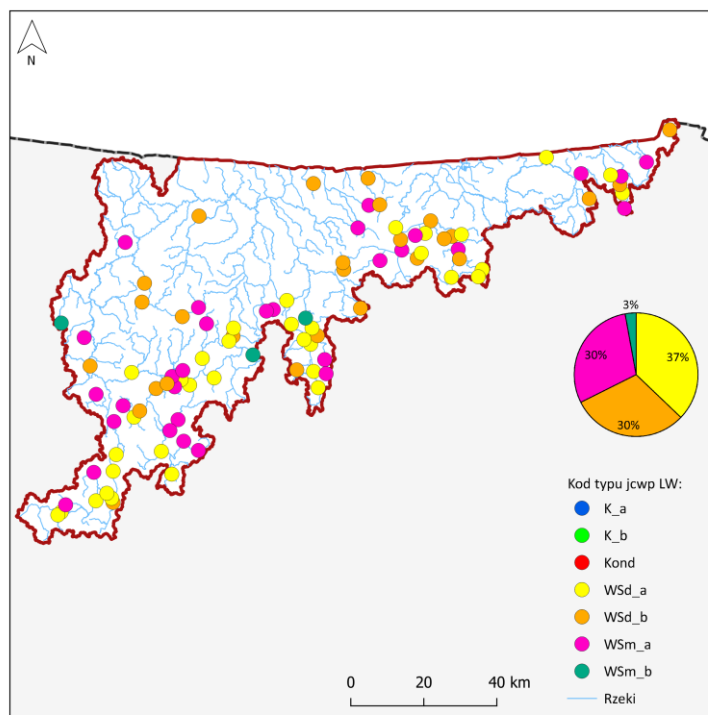 N
3%
30%
37%
30%
Kod typu jcwp LW:
K_a
K_b
Kond
WSd_a
WSd_b
WSm_a
WSm_b
Rzeki
0 20 40 km